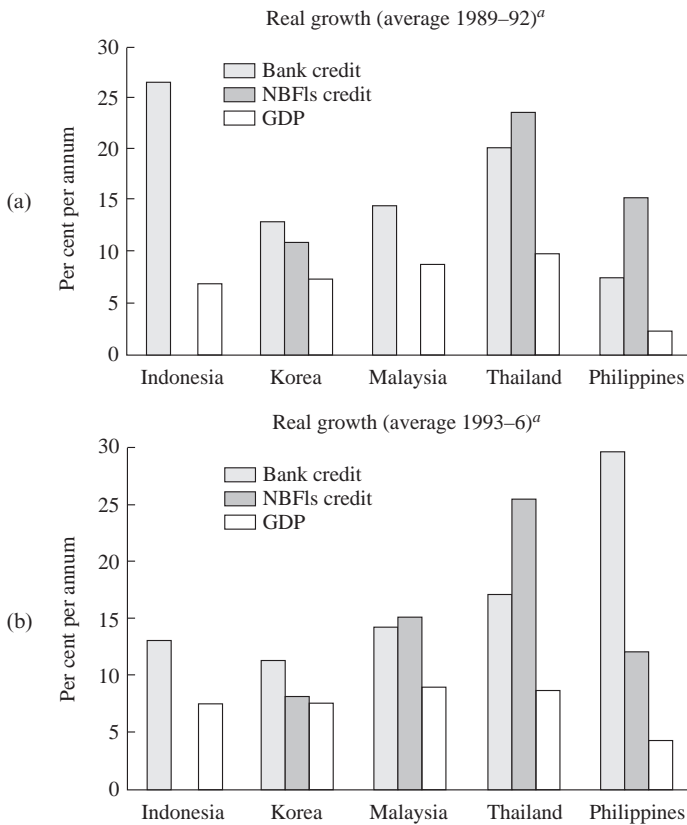 Real growth (average 1989–92)a
30
25
20
15
10
5
0
Per cent per annum
(a)
Bank credit
NBFls credit
GDP
Indonesia Korea Malaysia Thailand Philippines
Real growth (average 1993–6)a
30
25
20
15
10
5
0
Per cent per annum
(b)
Bank credit
NBFls credit
GDP
Indonesia Korea Malaysia Thailand Philippines